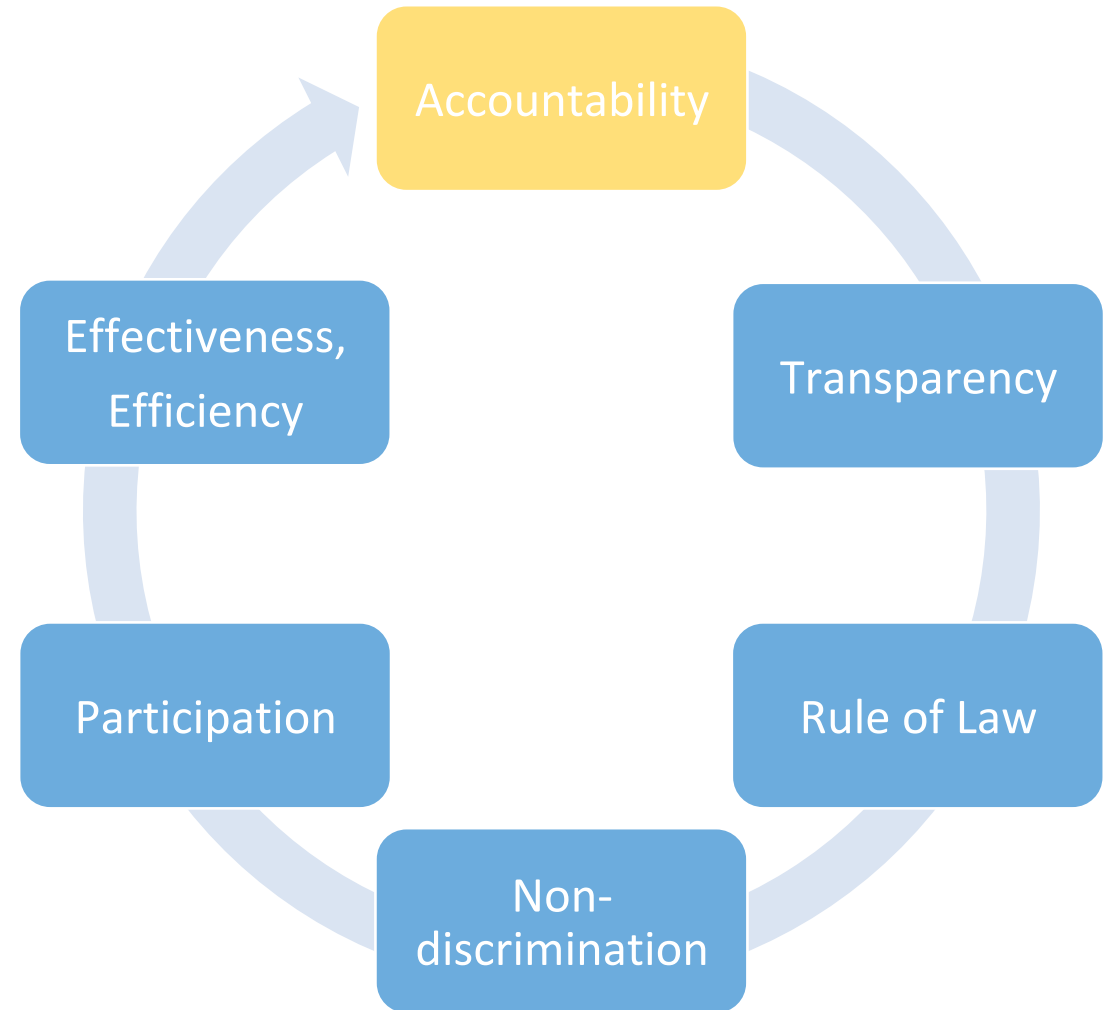 Accountability
Transparency
Rule of Law
Non-
discrimination
Participation
Effectiveness,
Efficiency